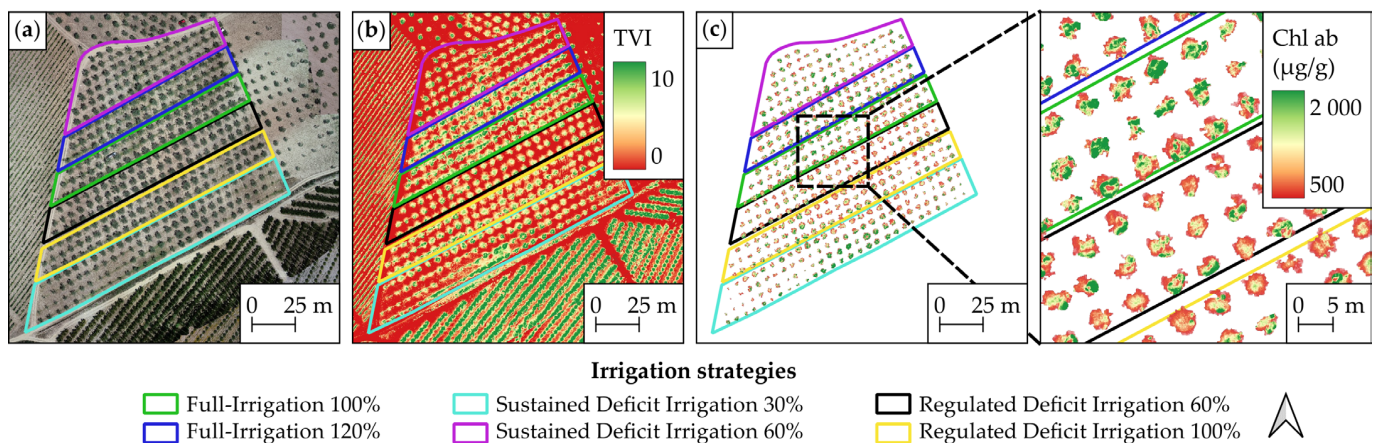 (a)
(b)
TVI
10
0
(c)
Chl ab
(μg/g)
2 000
500
0 25 m
0 25 m
0 25 m
0 5 m
Irrigation strategies
Full-Irrigation 100%
Sustained Deficit Irrigation 30%
Regulated Deficit Irrigation 60%
Full-Irrigation 120%
Sustained Deficit Irrigation 60%
Regulated Deficit Irrigation 100%